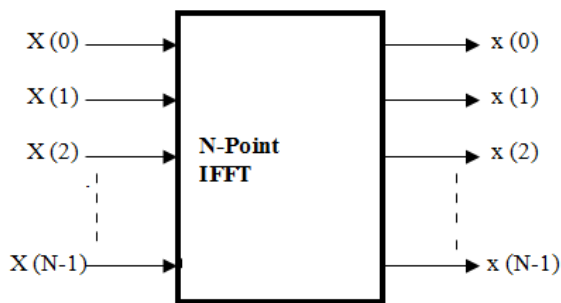 X (0) x (0)
X (1) x (1)
X (2) x (2)
N-Point
IFFT
X (N-1) x (N-1)